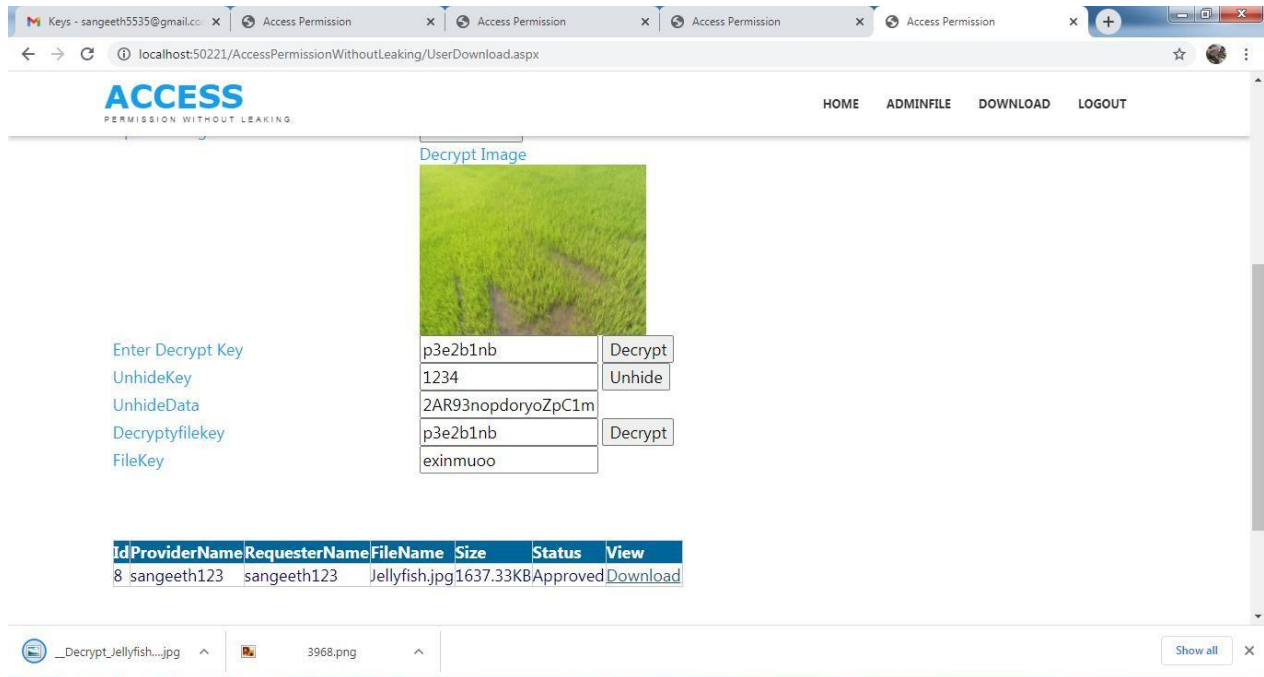 Keys - sangeeth5535@gmail.co
Access Permission
Access Permission
Access Permission
Access Permission
localhost:50221/AccessPermissionWithoutLeaking/UserDownload.aspx
ACCESS
PERMISSION WITHOUT LEAKING
HOME ADMINFILE DOWNLOAD LOGOUT
Decrypt Image
Enter Decrypt Key p3e2b1nb Decrypt
UnhideKey 1234 Unhide
UnhideData 2AR93nopdoryoZpC1m
Decryptyfilekey p3e2b1nb Decrypt
FileKey exinmuoo
Id ProviderName RequesterName FileName Size Status View
8 sangeeth123 sangeeth123 Jellyfish.jpg 1637.33KB Approved Download
__Decrypt_Jellyfish....jpg 3968.png Show all